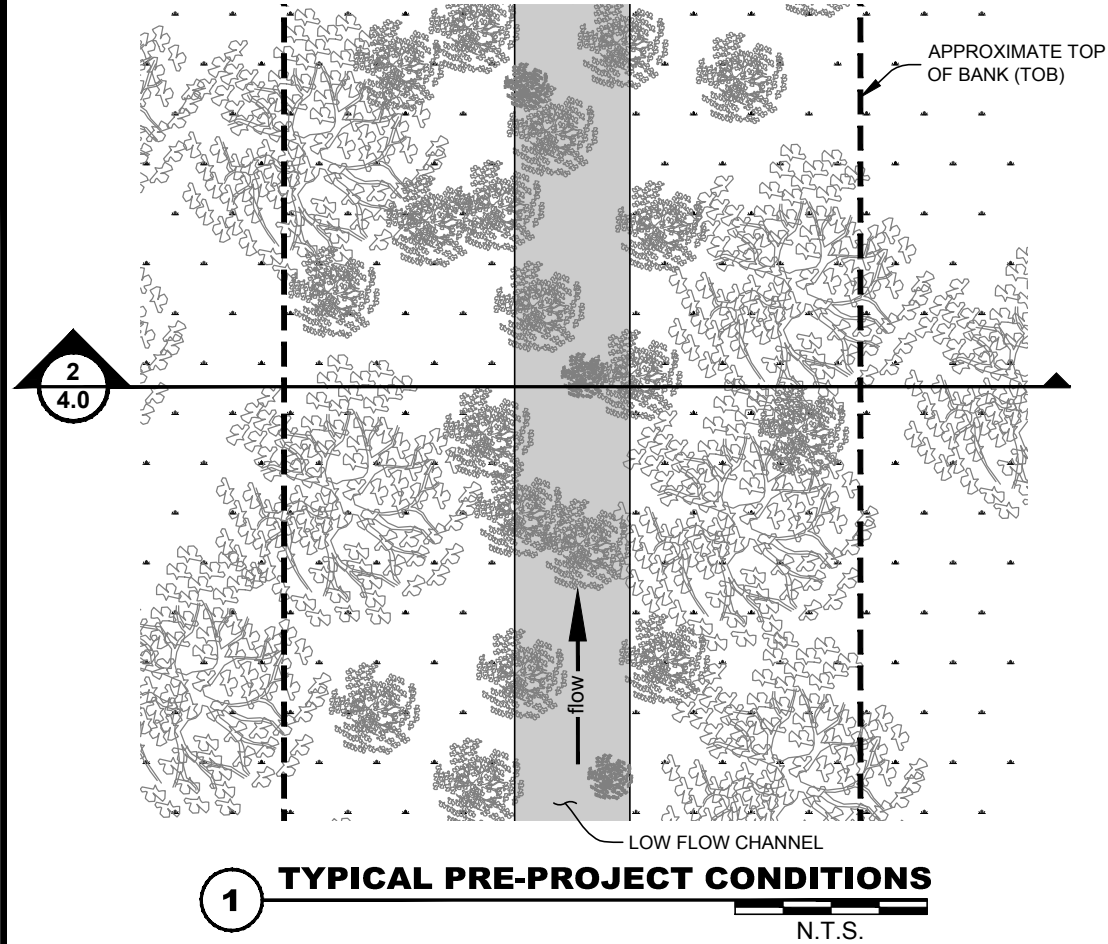 APPROXIMATE TOP
OF BANK (TOB)
2
4.0
flow
LOW FLOW CHANNEL
1
TYPICAL PRE-PROJECT CONDITIONS
N.T.S.